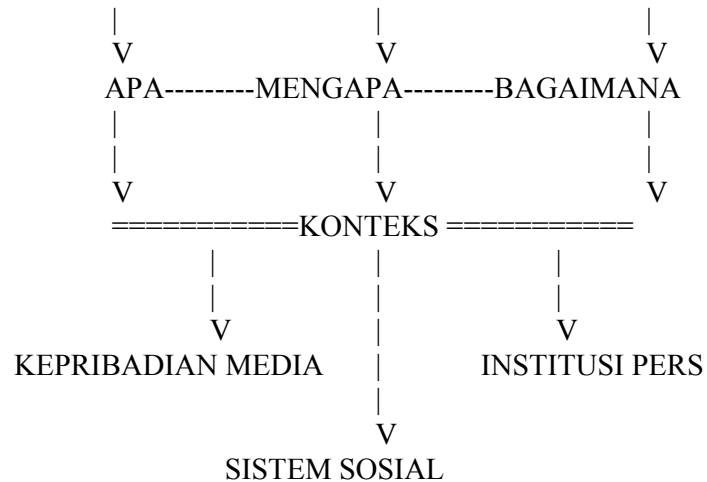 |                    |                    |
V                    V                    V
APA---------MENGAPA---------BAGAIMANA
|                    |                    |
|                    |                    |
V                    V                    V
===========KONTEKS ===========
|                    |                    |
|                    |                    |
V                    |                    V
KEPRIBADIAN MEDIA    |    INSTITUSI PERS
|
V
SISTEM SOSIAL